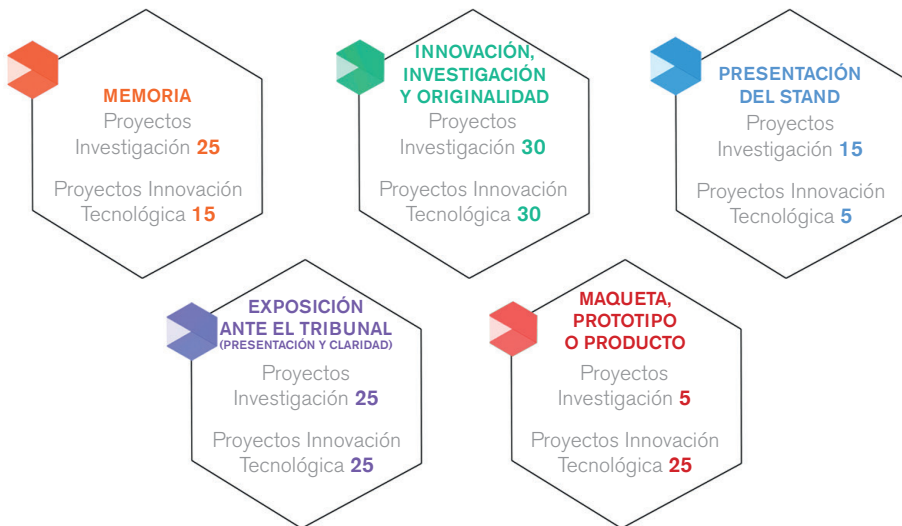 MEMORIA
Proyectos
Investigación 25
Proyectos Innovación
Tecnológica 15
INNOVACIÓN,
INVESTIGACIÓN
Y ORIGINALIDAD
Proyectos
Investigación 30
Proyectos Innovación
Tecnológica 30
PRESENTACIÓN
DEL STAND
Proyectos
Investigación 15
Proyectos Innovación
Tecnológica 5
EXPOSICIÓN
ANTE EL TRIBUNAL
(PRESENTACIÓN Y CLARIDAD)
Proyectos
Investigación 25
Proyectos Innovación
Tecnológica 25
MAQUETA,
PROTOTIPO
O PRODUCTO
Proyectos
Investigación 5
Proyectos Innovación
Tecnológica 25